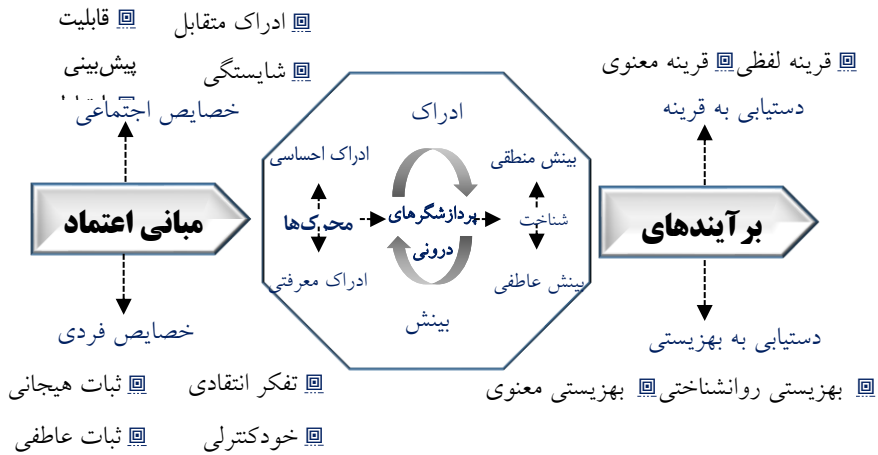 قابلیت پیش‌بینی
ادراک متقابل
شایستگی
خصایص اجتماعی
مبانی اعتماد
خصایص فردی
تفکر انتقادی
ثبات هیجانی
خودکنترلی
ثبات عاطفی
ادراک
ادراک احساسی
محرک‌ها
ادراک معرفتی
پردازشگرهای
درونی
بینش منطقی
شناخت
بینش عاطفی
بینش
قرینه لفظی
قرینه معنوی
دستیابی به قرینه
برآیندهای
دستیابی به بهزیستی
بهزیستی روانشناختی
بهزیستی معنوی